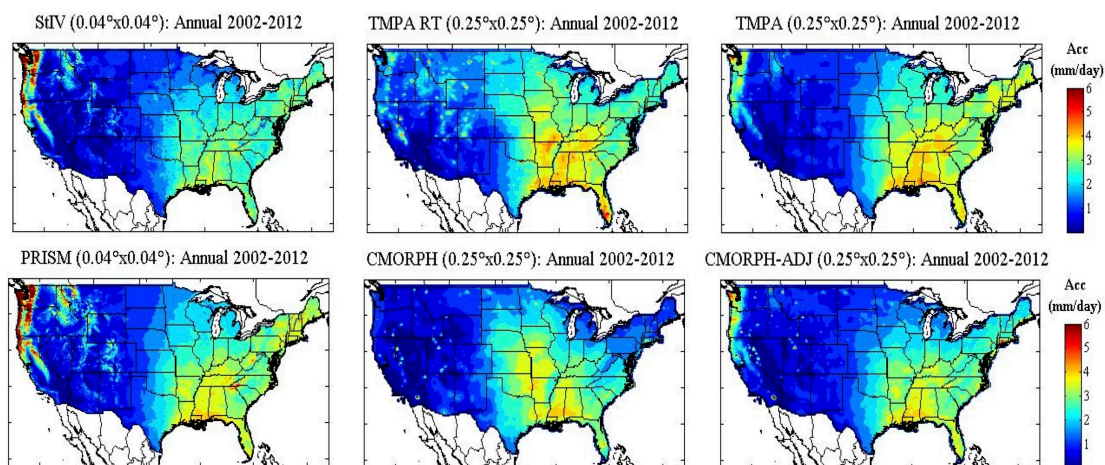 StIV (0.04°x0.04°): Annual 2002-2012
TMPA RT (0.25°x0.25°): Annual 2002-2012
TMPA (0.25°x0.25°): Annual 2002-2012
Acc
(mm/day)
6
5
4
3
2
1
PRISM (0.04°x0.04°): Annual 2002-2012
CMORPH (0.25°x0.25°): Annual 2002-2012
CMORPH-ADJ (0.25°x0.25°): Annual 2002-2012
Acc
(mm/day)
6
5
4
3
2
1